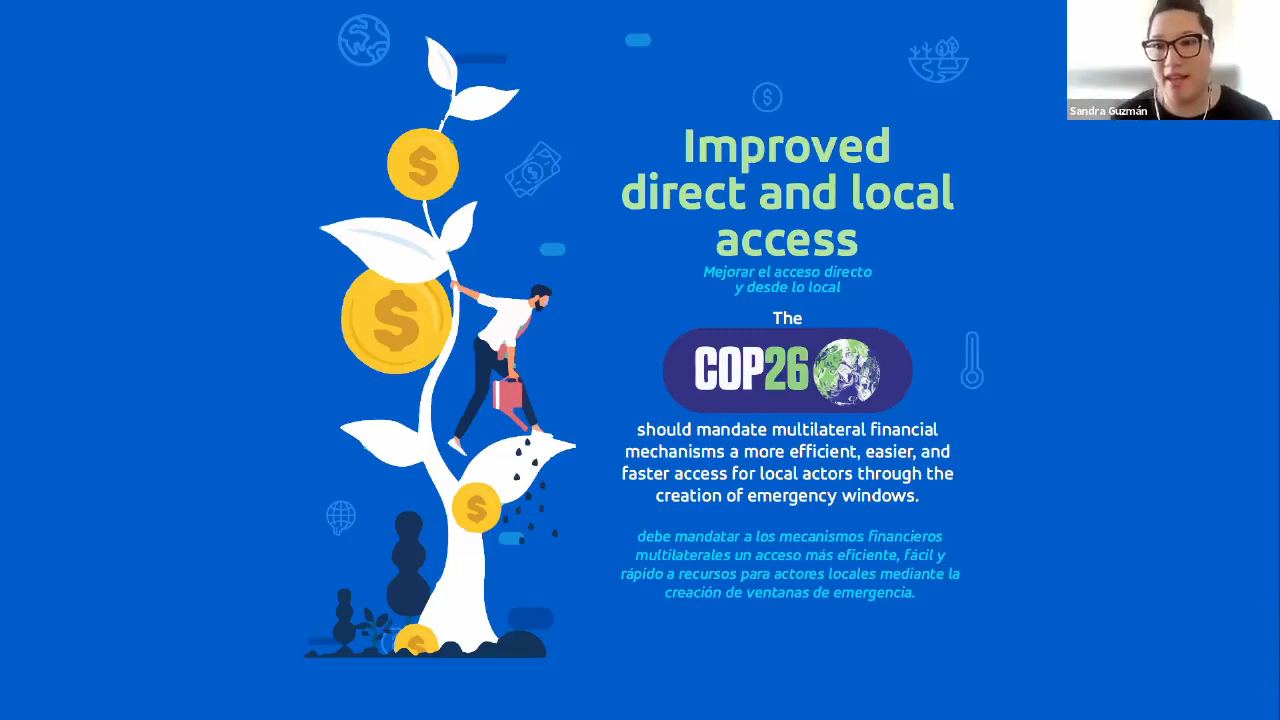 Sandra Guzmán
Improved
direct and local
access
Mejorar el acceso directo
y desde lo local
The
COP26
should mandate multilateral financial
mechanisms a more efficient, easier, and
faster access for local actors through the
creation of emergency windows.
debe mandatar a los mecanismos financieros
multilaterales un acceso más eficiente, fácil y
rápido a recursos para actores locales mediante la
creación de ventanas de emergencia.
$
$
$
$
$
$